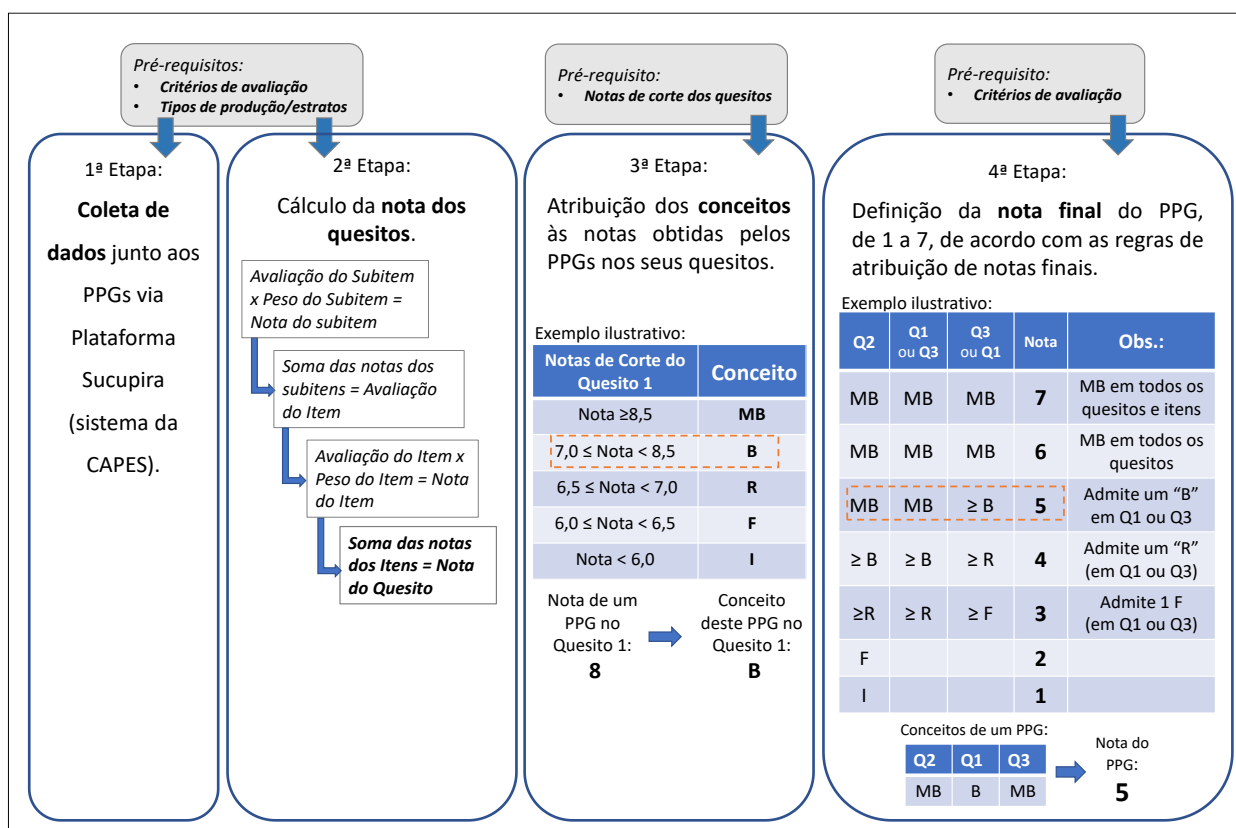 Pré-requisitos:
• Critérios de avaliação
• Tipos de produção/estratos
1ª Etapa:
Coleta de
dados junto aos
PPGs via
Plataforma
Sucupira
(sistema da
CAPES).
2ª Etapa:
Cálculo da nota dos
quesitos.
Avaliação do Subitem
x Peso do Subitem =
Nota do subitem
Soma das notas dos
subitens = Avaliação
do Item
Avaliação do Item x
Peso do Item = Nota
do Item
Soma das notas
dos Itens = Nota
do Quesito
Pré-requisito:
• Notas de corte dos quesitos
3ª Etapa:
Atribuição dos conceitos
às notas obtidas pelos
PPGs nos seus quesitos.
Exemplo ilustrativo:
Notas de Corte do
Quesito 1
Conceito
Nota ≥8,5 MB
7,0 ≤ Nota < 8,5 B
6,5 ≤ Nota < 7,0 R
6,0 ≤ Nota < 6,5 F
Nota < 6,0 I
Nota de um
PPG no
Quesito 1:
8
Conceito
deste PPG no
Quesito 1:
B
Pré-requisito:
• Critérios de avaliação
4ª Etapa:
Definição da nota final do PPG,
de 1 a 7, de acordo com as regras de
atribuição de notas finais.
Exemplo ilustrativo:
Q2
Q1
ou Q3
Q3
ou Q1
Nota
Obs.:
MB MB MB 7
MB em todos os
quesitos e itens
MB MB MB 6
MB em todos os
quesitos
MB MB ≥ B 5
Admite um “B”
em Q1 ou Q3
≥ B ≥ B ≥ R 4
Admite um “R”
(em Q1 ou Q3)
≥R ≥ R ≥ F 3
Admite 1 F
(em Q1 ou Q3)
F 2
I 1
Conceitos de um PPG:
Q2 Q1 Q3
MB B MB
Nota do
PPG:
5